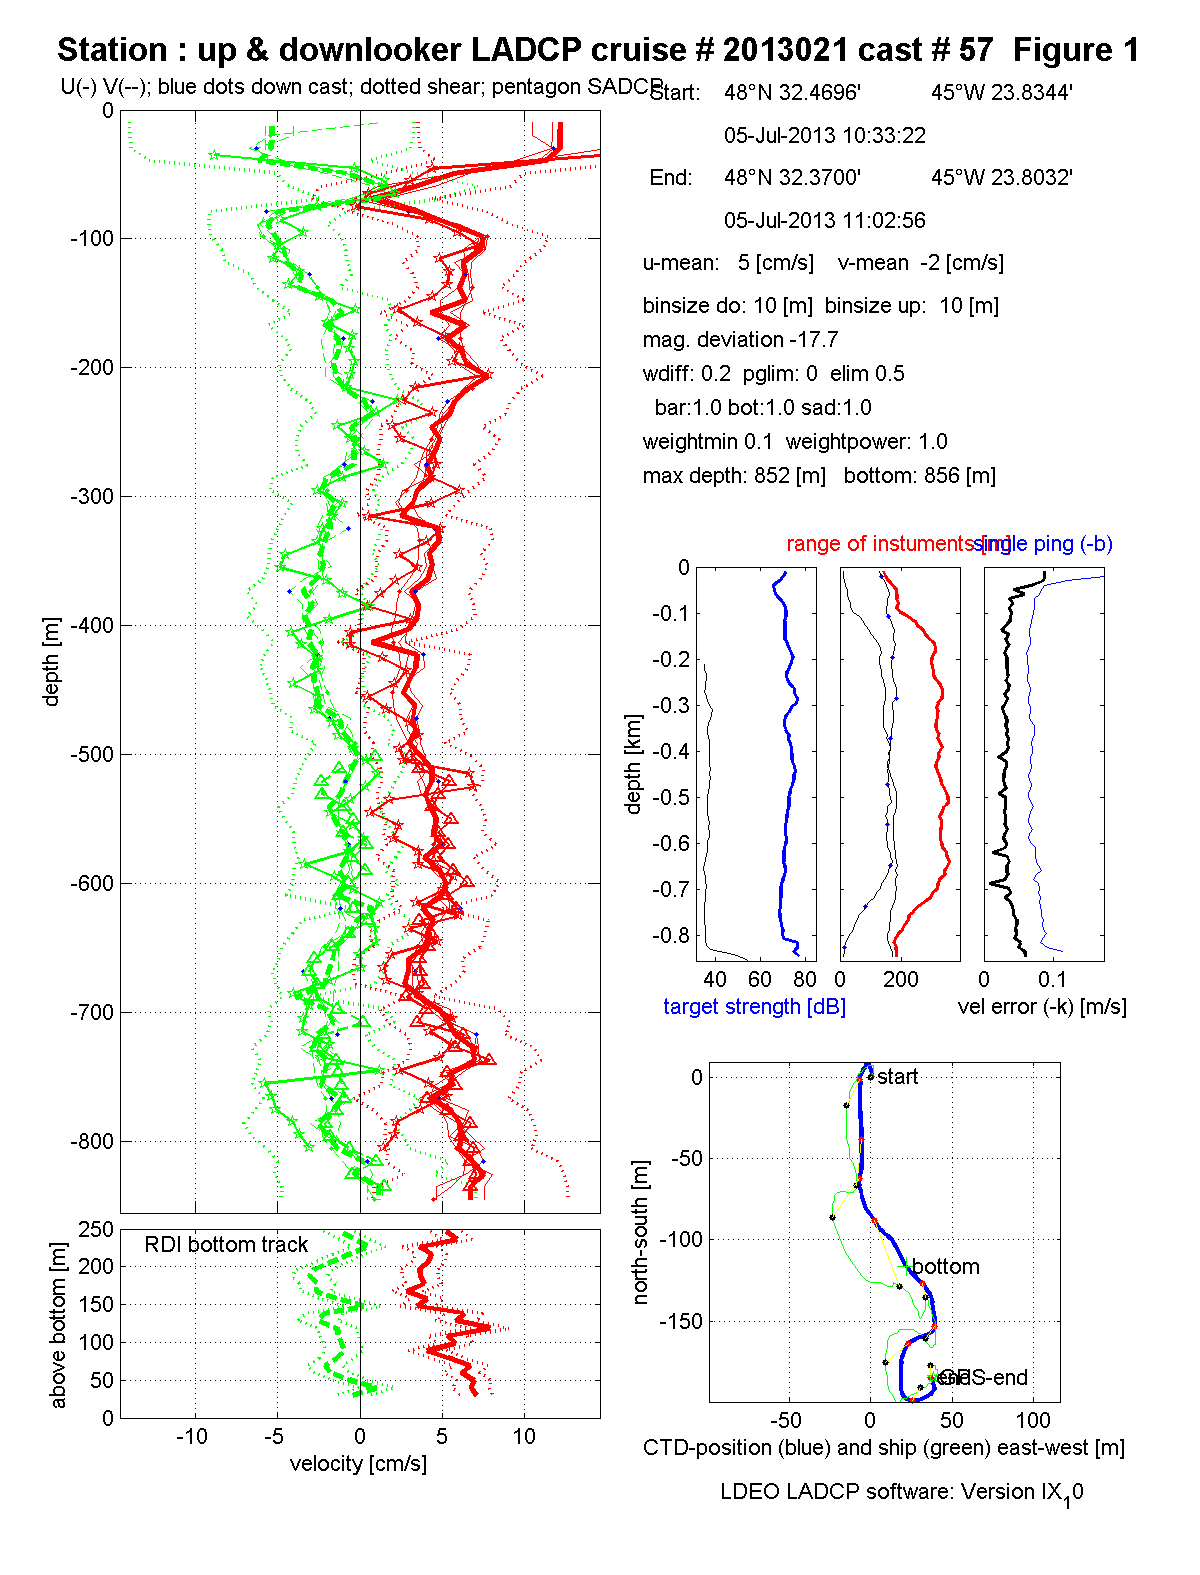 Station : up & downlooker LADCP cruise # 2013021 cast # 57  Figure 1
U(-) V(--); blue dots down cast; dotted shear; pentagon SADCP
Start: 48°N 32.4696' 45°W 23.8344'
05-Jul-2013 10:33:22
End: 48°N 32.3700' 45°W 23.8032'
05-Jul-2013 11:02:56
u-mean: 5 [cm/s] v-mean -2 [cm/s]
binsize do: 10 [m] binsize up: 10 [m]
mag. deviation -17.7
wdiff: 0.2 pglim: 0 elim 0.5
bar:1.0 bot:1.0 sad:1.0
weightmin 0.1 weightpower: 1.0
max depth: 852 [m] bottom: 856 [m]
0
-100
-200
-300
-400
-500
-600
-700
-800
depth [m]
RDI bottom track
250
200
150
100
50
0
above bottom [m]
-10 -5 0 5 10
velocity [cm/s]
range of instuments [m]
single ping (-b)
0
-0.1
-0.2
-0.3
-0.4
-0.5
-0.6
-0.7
-0.8
depth [km]
40 60 80
0 200
0 0.1
target strength [dB]
vel error (-k) [m/s]
start
bottom
end
GPS-end
0
-50
-100
-150
north-south [m]
-50 0 50 100
CTD-position (blue) and ship (green) east-west [m]
LDEO LADCP software: Version IX10